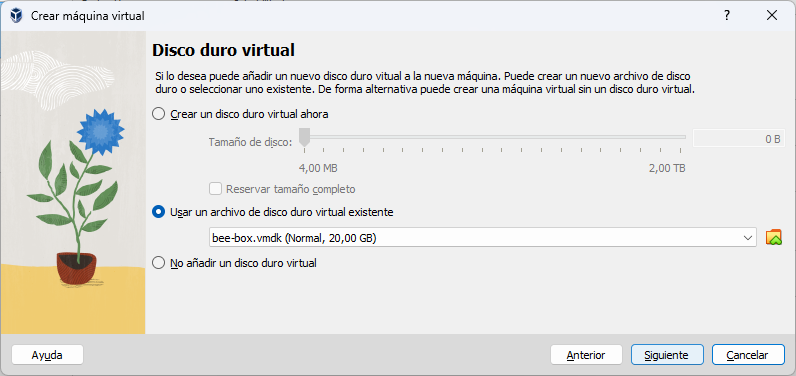 Crear máquina virtual
?
Disco duro virtual
Si lo desea puede añadir un nuevo disco duro vitual a la nueva máquina. Puede crear un nuevo archivo de disco
duro o seleccionar uno existente. De forma alternativa puede crear una máquina virtual sin un disco duro virtual.
Crear un disco duro virtual ahora
Tamaño de disco:
0 B
4,00 MB
2,00 TB
Reservar tamaño completo
Usar un archivo de disco duro virtual existente
bee-box.vmdk (Normal, 20,00 GB)
No añadir un disco duro virtual
Ayuda
Anterior
Siguiente
Cancelar